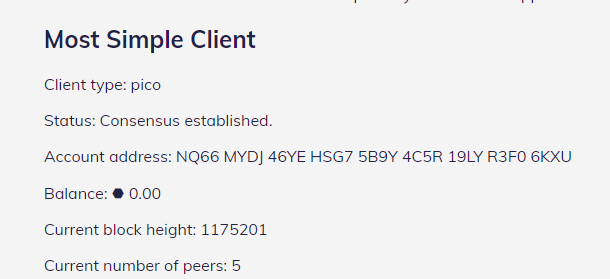 Most Simple Client
Client type: pico
Status: Consensus established.
Account address: NQ66 MYDJ 46YE HSG7 5B9Y 4C5R 19LY R3F0 6KXU
Balance: ⬣ 0.00
Current block height: 1175201
Current number of peers: 5